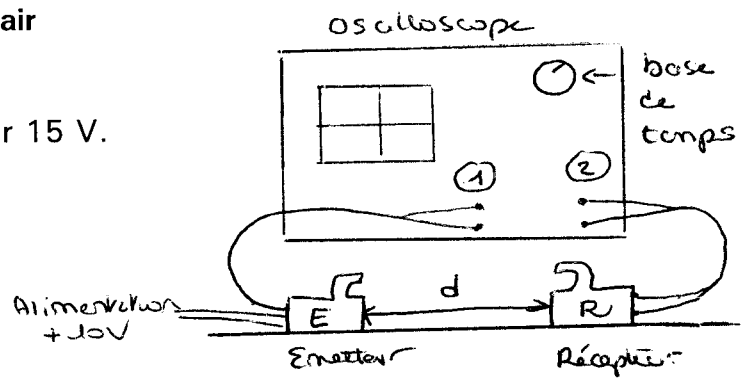 air
r 15 V.
oscilloscope
base
de
temps
1
2
d
Alimentation
+10V
E
R
Emetteur
Récepteur